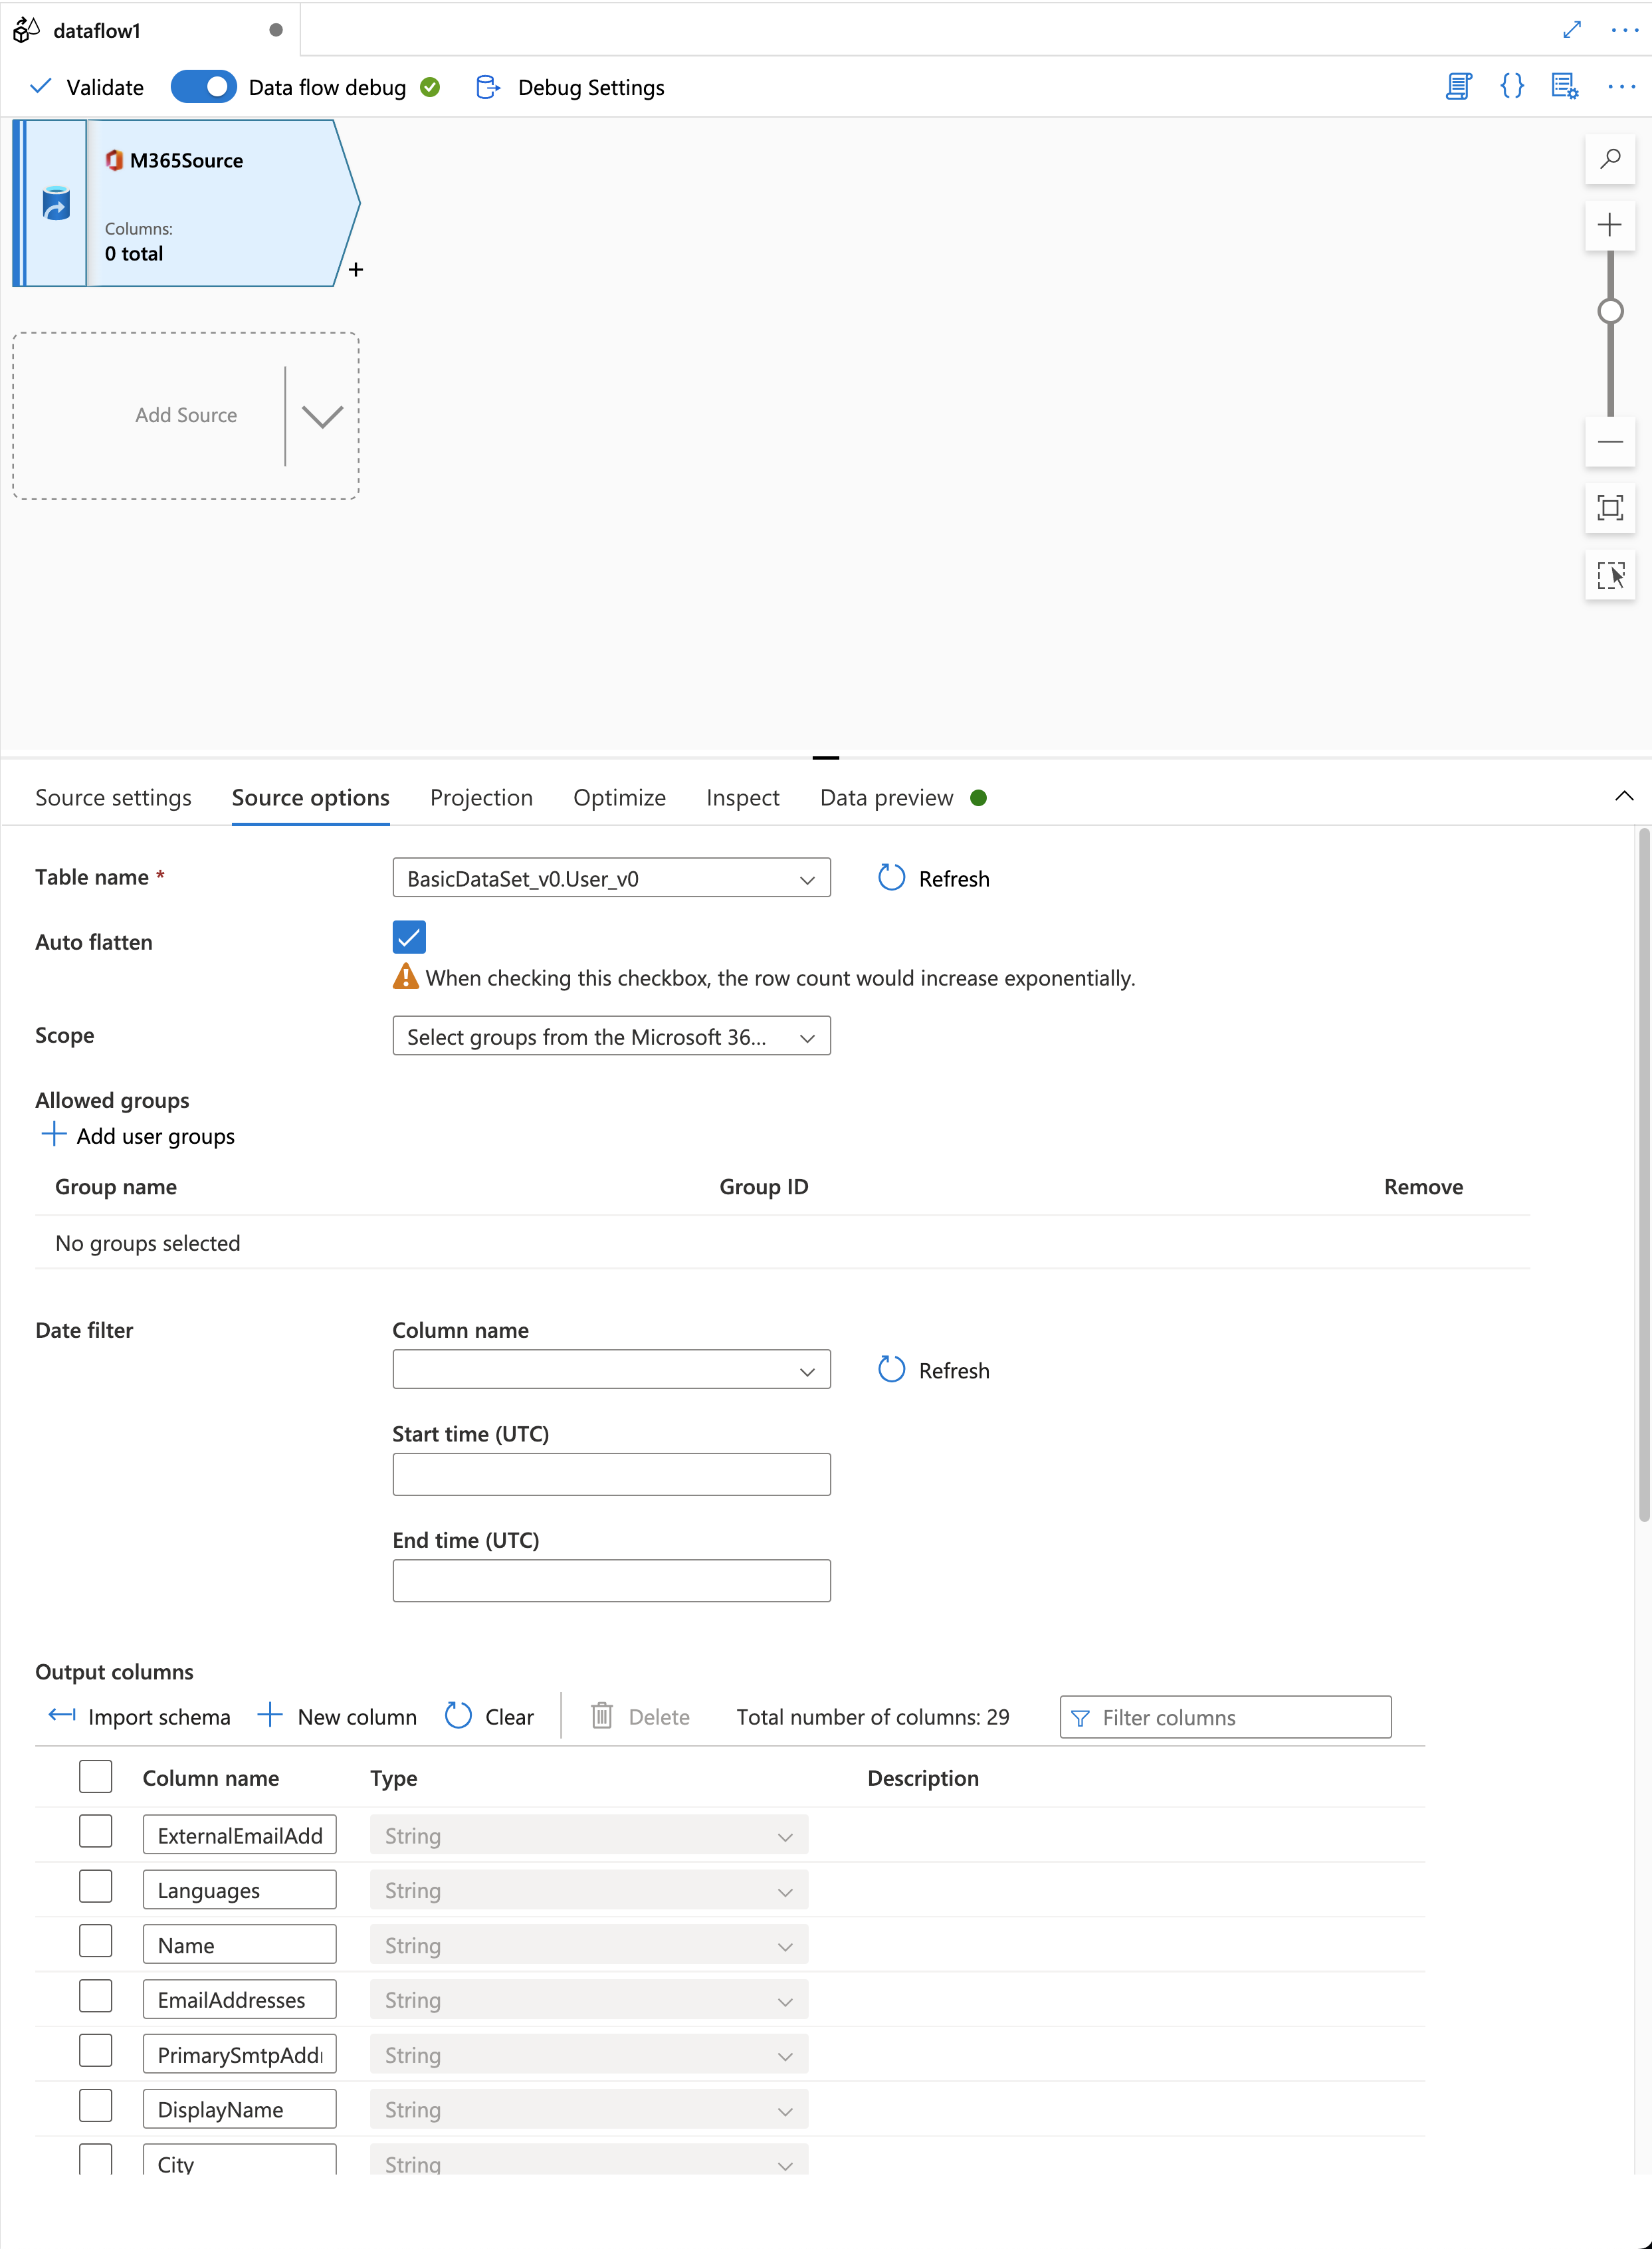 dataflow1
Validate Data flow debug Debug Settings
M365Source
Columns:
0 total
Add Source
Source settings Source options Projection Optimize Inspect Data preview
Table name * BasicDataSet_v0.User_v0 Refresh
Auto flatten
When checking this checkbox, the row count would increase exponentially.
Scope Select groups from the Microsoft 36...
Allowed groups
Add user groups
Group name Group ID Remove
No groups selected
Date filter Column name
Refresh
Start time (UTC)
End time (UTC)
Output columns
Import schema New column Clear Delete Total number of columns: 29 Filter columns
Column name Type Description
ExternalEmailAdd String
Languages String
Name String
EmailAddresses String
PrimarySmtpAdd String
DisplayName String
City String